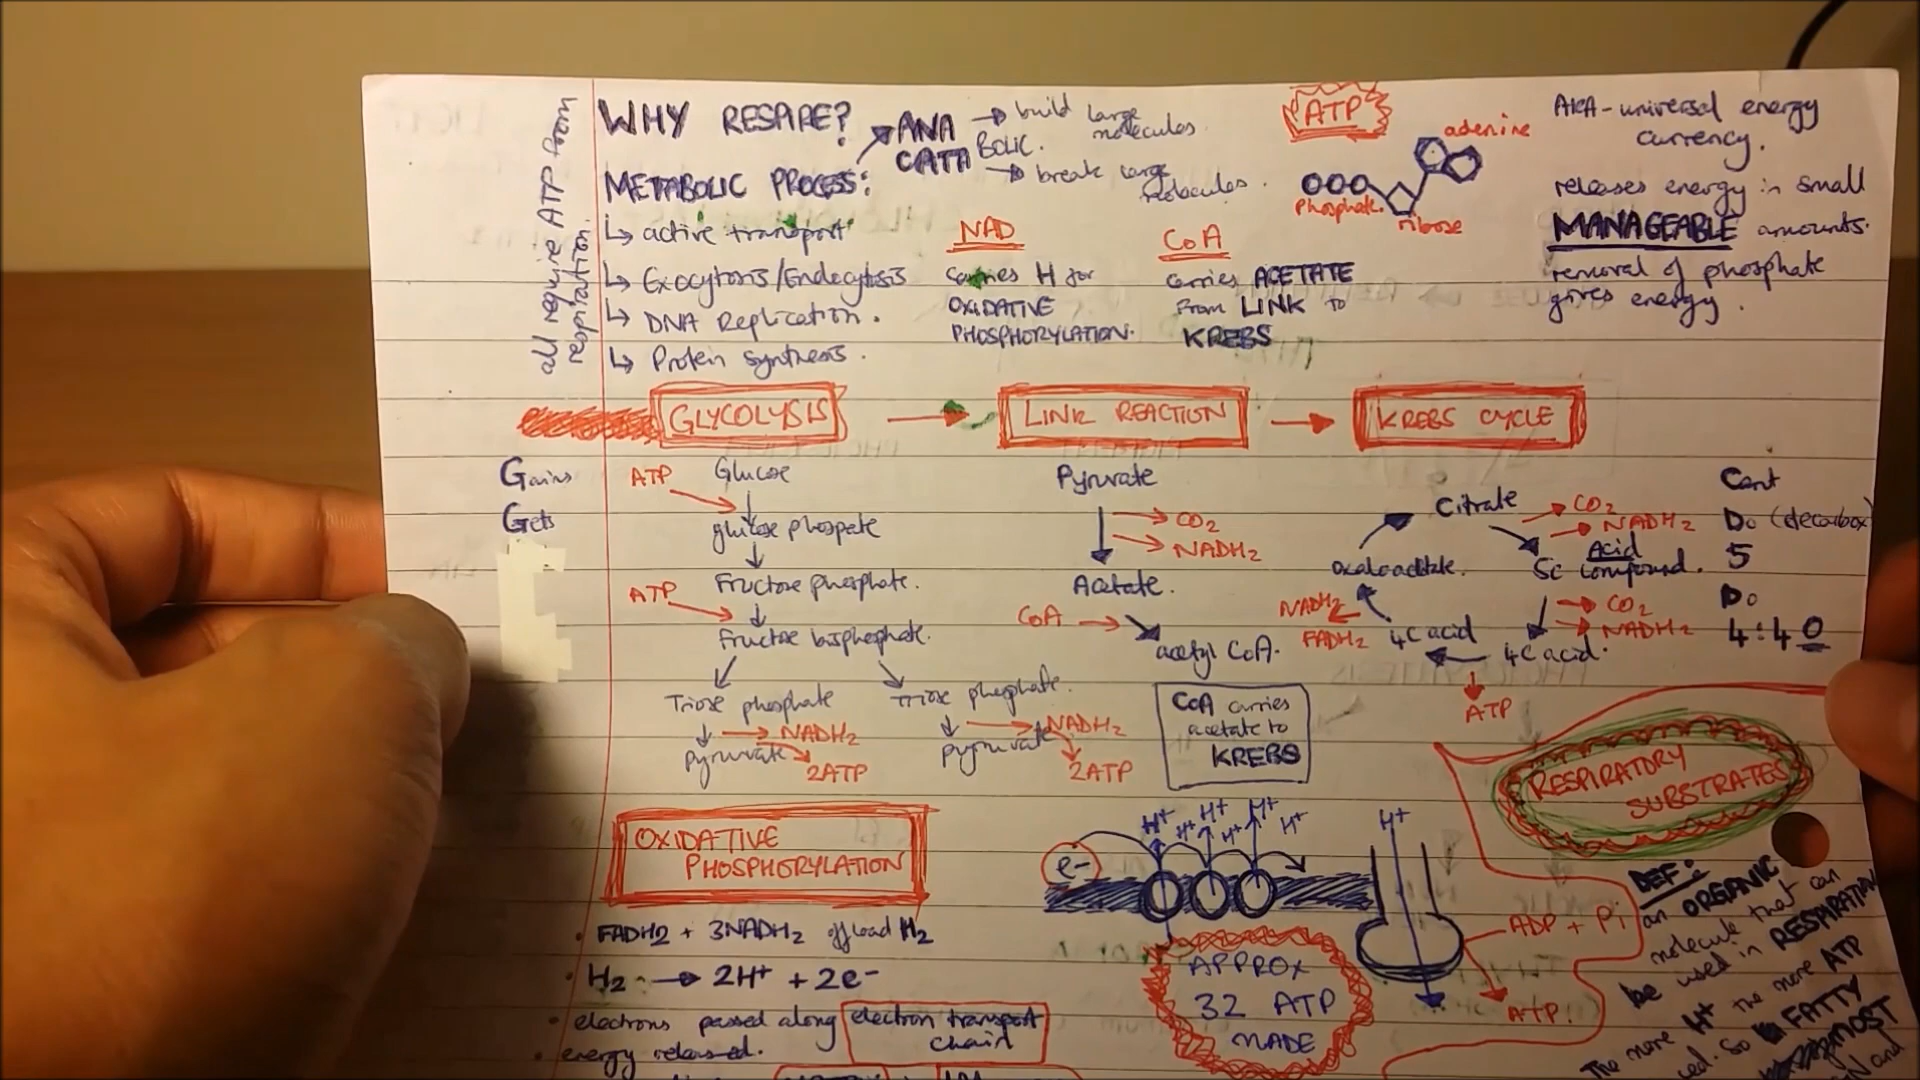 all require ATP from
respiration.
WHY RESPIRE?
METABOLIC PROCESS:
ANA
CATA
BOLIC.
build large
molecules.
break large
molecules.
↳ active transport
↳ Exocytosis/Endocytosis
↳ DNA Replication.
↳ Protein synthesis.
NAD
carries H for
OXIDATIVE
PHOSPHORYLATION.
CoA
carries ACETATE
from LINK to
KREBS
ATP
adenine
Phosphate.
ribose
AKA - universal energy
currency.
releases energy in small
MANAGEABLE amounts.
removal of phosphate
gives energy.
GLYCOLYSIS → LINK REACTION → KREBS CYCLE
Gains
Gets
ATP
Glucose
glucose phospate
Fructose phosphate.
ATP
Fructose bisphosphate.
Triose phosphate
Triose phosphate.
NADH2
pyruvate
2ATP
NADH2
pyruvate
2ATP
Pyruvate
CO2
NADH2
Acetate.
CoA
acetyl CoA.
CoA carries
acetate to
KREBS
Citrate
CO2
NADH2
Acid
5c compound.
CO2
NADH2
4C acid.
ATP
4C acid
NADH2
FADH2
oxaloacetate.
Cant
Do (decarbox)
5
Do
4:4 O
OXIDATIVE
PHOSPHORYLATION
• FADH2 + 3NADH2 offload H2
• H2 → 2H+ + 2e-
• electrons passed along electron transport
chain
• energy released.
e-
H+ H+ H+
H+ H+ H+
H+
ADP + Pi
ATP.
APPROX
32 ATP
MADE
RESPIRATORY
SUBSTRATES
DEF:
an ORGANIC
molecule that can
be used in RESPIRATION
The more H+ the more ATP
So FATTY